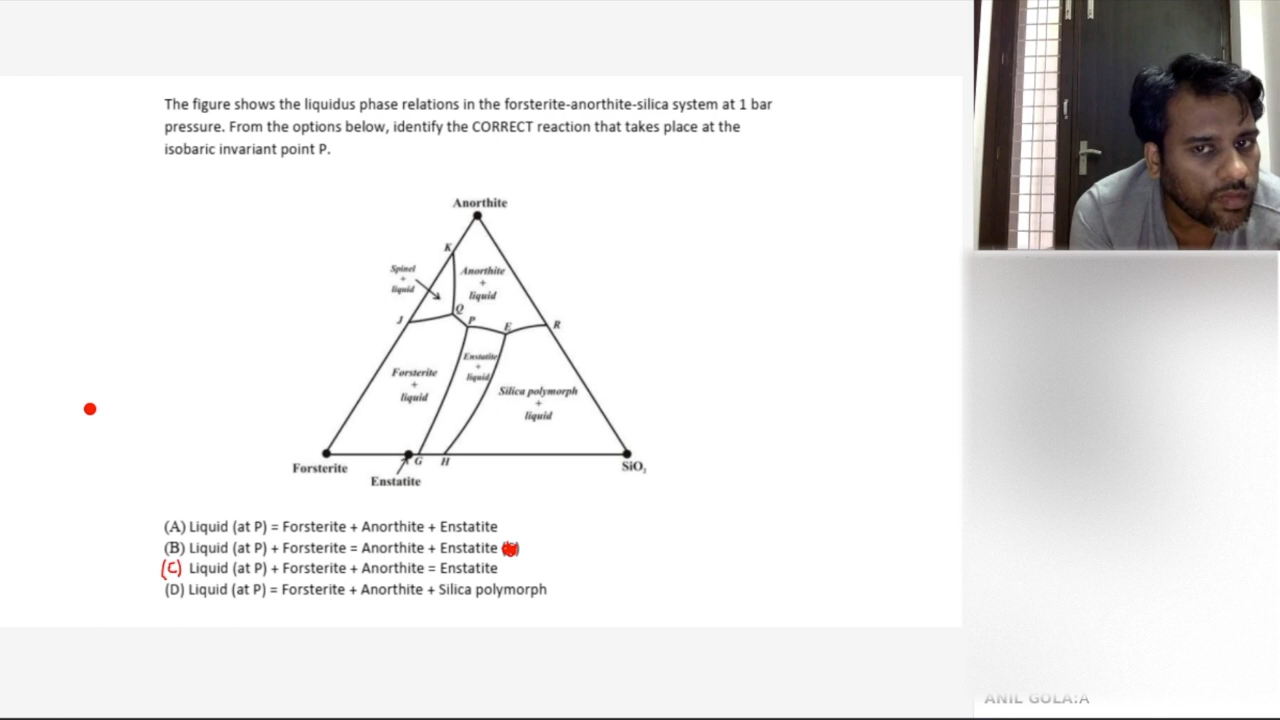 The figure shows the liquidus phase relations in the forsterite-anorthite-silica system at 1 bar
pressure. From the options below, identify the CORRECT reaction that takes place at the
isobaric invariant point P.
Anorthite
K
Spinel
+
liquid
Anorthite
+
liquid
J
Q
P
E
R
Enstatite
+
liquid
Forsterite
+
liquid
Silica polymorph
+
liquid
Forsterite
G
H
SiO₂
Enstatite
(A) Liquid (at P) = Forsterite + Anorthite + Enstatite
(B) Liquid (at P) + Forsterite = Anorthite + Enstatite
(C) Liquid (at P) + Forsterite + Anorthite = Enstatite
(D) Liquid (at P) = Forsterite + Anorthite + Silica polymorph
ANIL GOLA:A